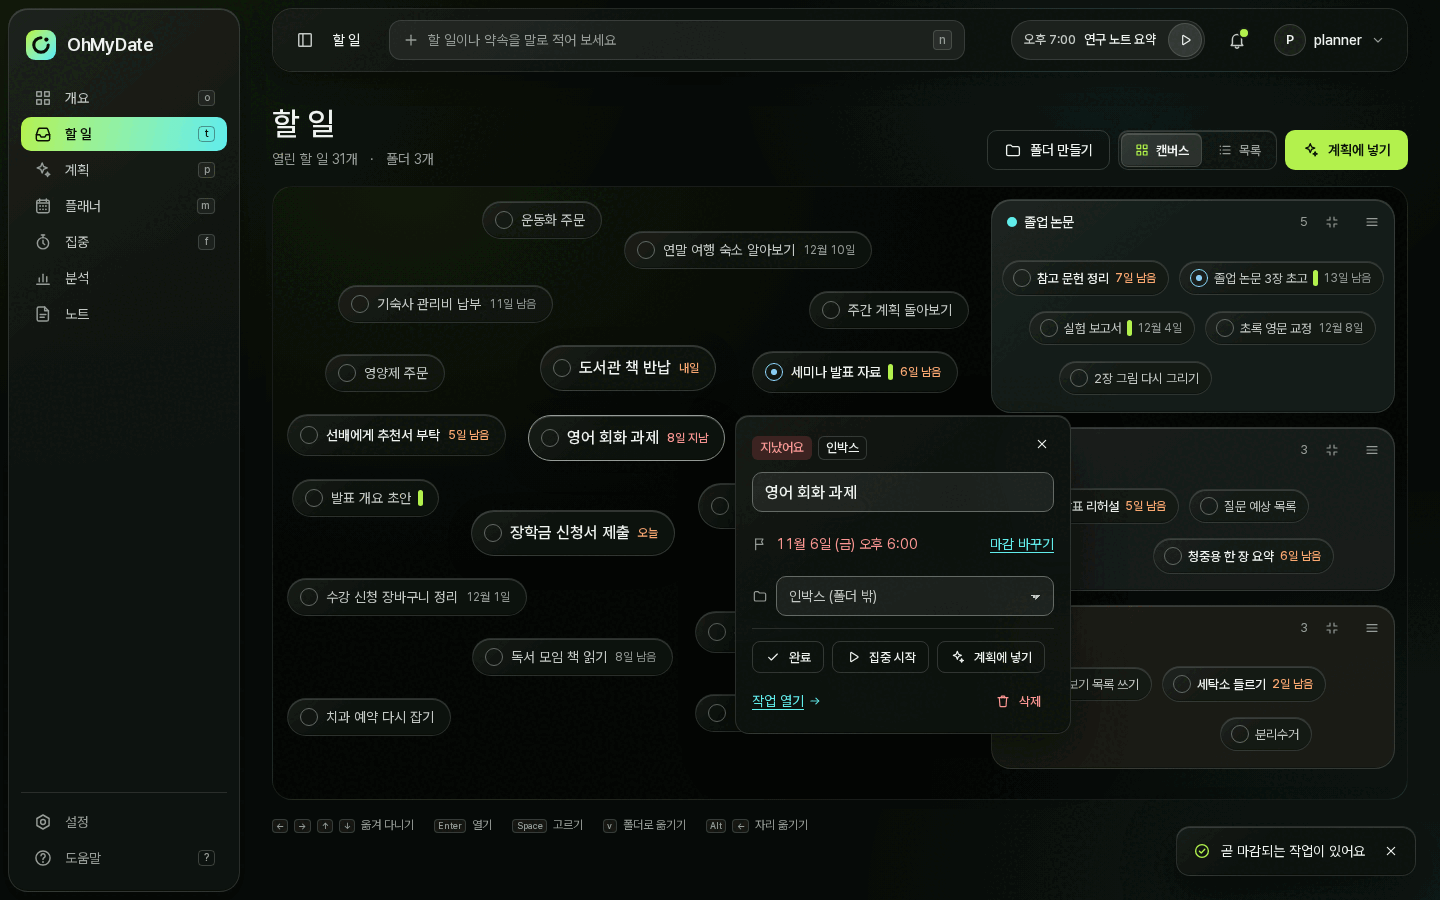 OhMyDate
개요 o
할 일 t
계획 p
플래너 m
집중 f
분석
노트
설정
도움말 ?
할 일
할 일이나 약속을 말로 적어 보세요 n
오후 7:00 연구 노트 요약
P planner
할 일
열린 할 일 31개 · 폴더 3개
폴더 만들기
캔버스
목록
계획에 넣기
운동화 주문
연말 여행 숙소 알아보기 12월 10일
기숙사 관리비 납부 11일 남음
주간 계획 돌아보기
영양제 주문
도서관 책 반납 내일
세미나 발표 자료 6일 남음
선배에게 추천서 부탁 5일 남음
영어 회화 과제 8일 지남
발표 개요 초안
장학금 신청서 제출 오늘
수강 신청 장바구니 정리 12월 1일
독서 모임 책 읽기 8일 남음
치과 예약 다시 잡기
졸업 논문 5
참고 문헌 정리 7일 남음
졸업 논문 3장 초고 13일 남음
실험 보고서 12월 4일
초록 영문 교정 12월 8일
2장 그림 다시 그리기
3
표 리허설 5일 남음
질문 예상 목록
청중용 한 장 요약 6일 남음
3
보기 목록 쓰기
세탁소 들르기 2일 남음
분리수거
지났어요 인박스
영어 회화 과제
11월 6일 (금) 오후 6:00 마감 바꾸기
인박스 (폴더 밖)
완료 집중 시작 계획에 넣기
작업 열기 → 삭제
← → ↑ ↓ 옮겨 다니기 Enter 열기 Space 고르기 v 폴더로 옮기기 Alt ← 자리 옮기기
곧 마감되는 작업이 있어요